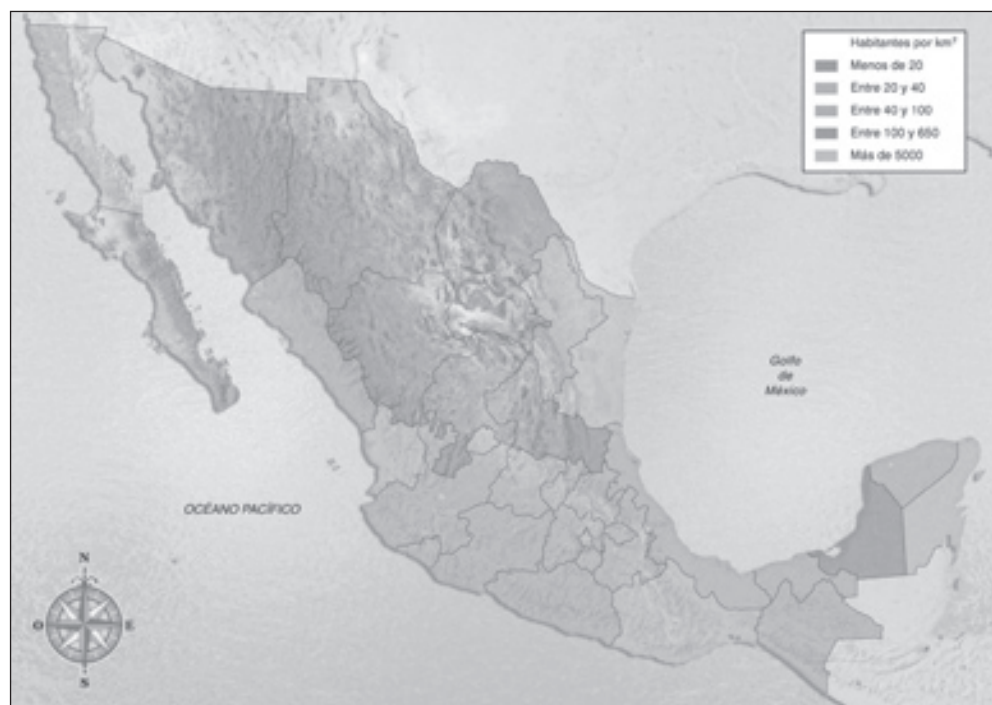 Habitantes por km²
Menos de 20
Entre 20 y 40
Entre 40 y 100
Entre 100 y 650
Más de 5000
Golfo
de
México
OCÉANO PACÍFICO
N
O
E
S